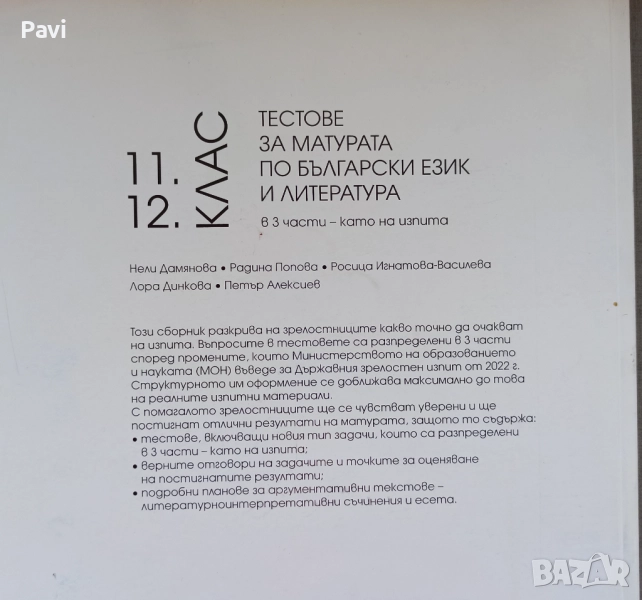 Pavi
11.
12.
КЛАС
ТЕСТОВЕ
ЗА МАТУРАТА
ПО БЪЛГАРСКИ ЕЗИК
И ЛИТЕРАТУРА
в 3 части – като на изпита
Нели Дамянова • Радина Попова • Росица Игнатова-Василева
Лора Динкова • Петър Алексиев
Този сборник разкрива на зрелостниците какво точно да очакват
на изпита. Въпросите в тестовете са разпределени в 3 части
според промените, които Министерството на образованието
и науката (МОН) въведе за Държавния зрелостен изпит от 2022 г.
Структурното им оформление се доближава максимално до това
на реалните изпитни материали.
С помагалото зрелостниците ще се чувстват уверени и ще
постигнат отлични резултати на матурата, защото то съдържа:
• тестове, включващи новия тип задачи, които са разпределени
в 3 части – като на изпита;
• верните отговори на задачите и точките за оценяване
на постигнатите резултати;
• подробни планове за аргументативни текстове –
литературноинтерпретативни съчинения и есета.
BAZAR